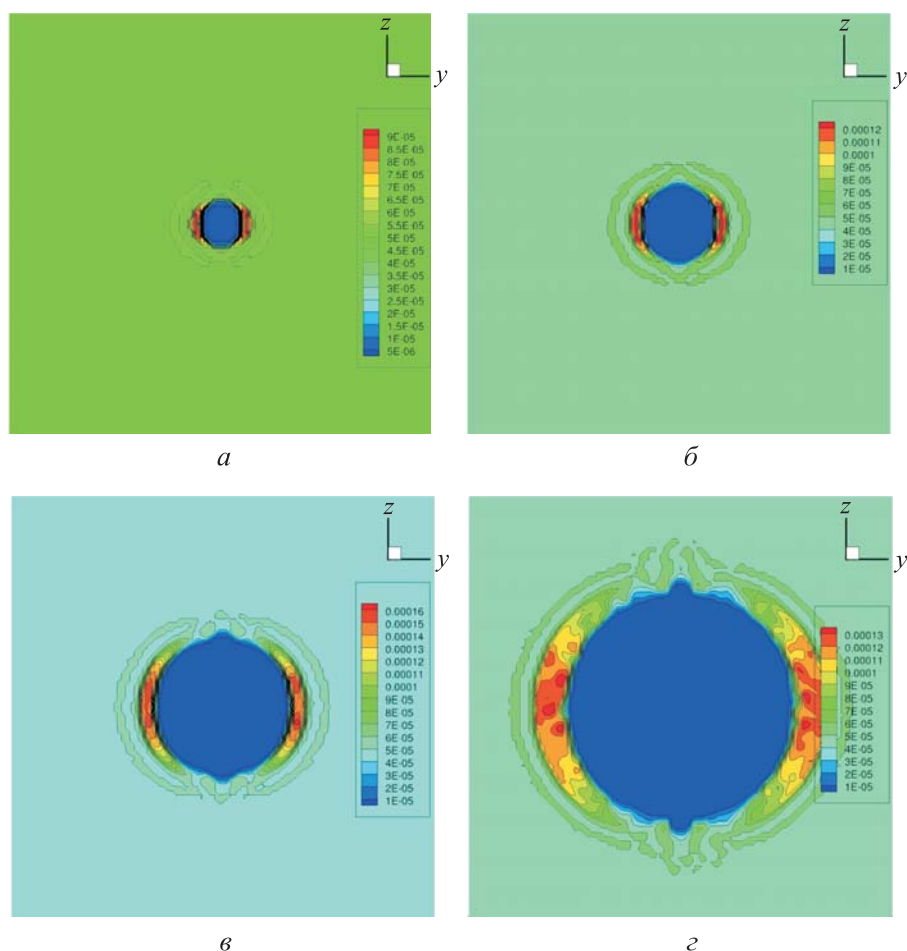 z
y
9E-05
8.5E-05
8E-05
7.5E-05
7E-05
6.5E-05
6E-05
5.5E-05
5E-05
4.5E-05
4E-05
3.5E-05
3E-05
2.5E-05
2E-05
1.5E-05
1E-05
5E-06
а
z
y
0.00012
0.00011
0.0001
9E-05
8E-05
7E-05
6E-05
5E-05
4E-05
3E-05
2E-05
1E-05
б
z
y
0.00016
0.00015
0.00014
0.00013
0.00012
0.00011
0.0001
9E-05
8E-05
7E-05
6E-05
5E-05
4E-05
3E-05
2E-05
1E-05
в
z
y
0.00013
0.00012
0.00011
0.0001
9E-05
8E-05
7E-05
6E-05
5E-05
4E-05
3E-05
2E-05
1E-05
г